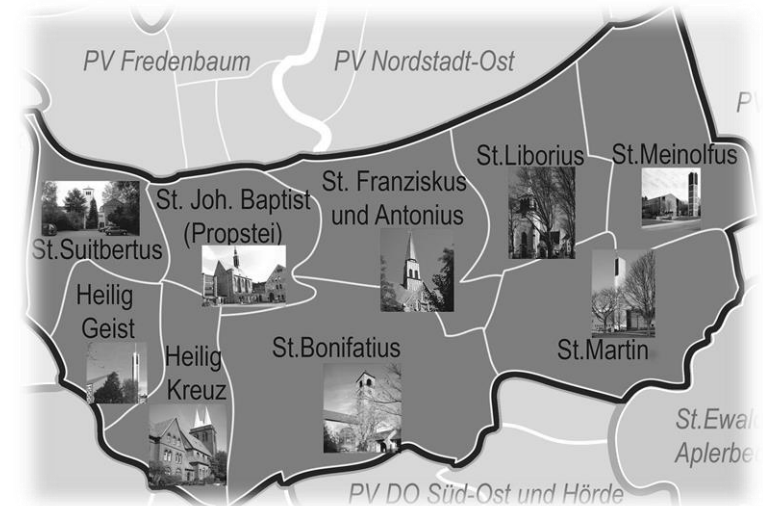 PV Fredenbaum
PV Nordstadt-Ost
St.Liborius
St.Meinolfus
St. Joh. Baptist
(Propstei)
St. Franziskus
und Antonius
St.Suitbertus
Heilig
Geist
Heilig
Kreuz
St.Bonifatius
St.Martin
PV DO Süd-Ost und Hörde